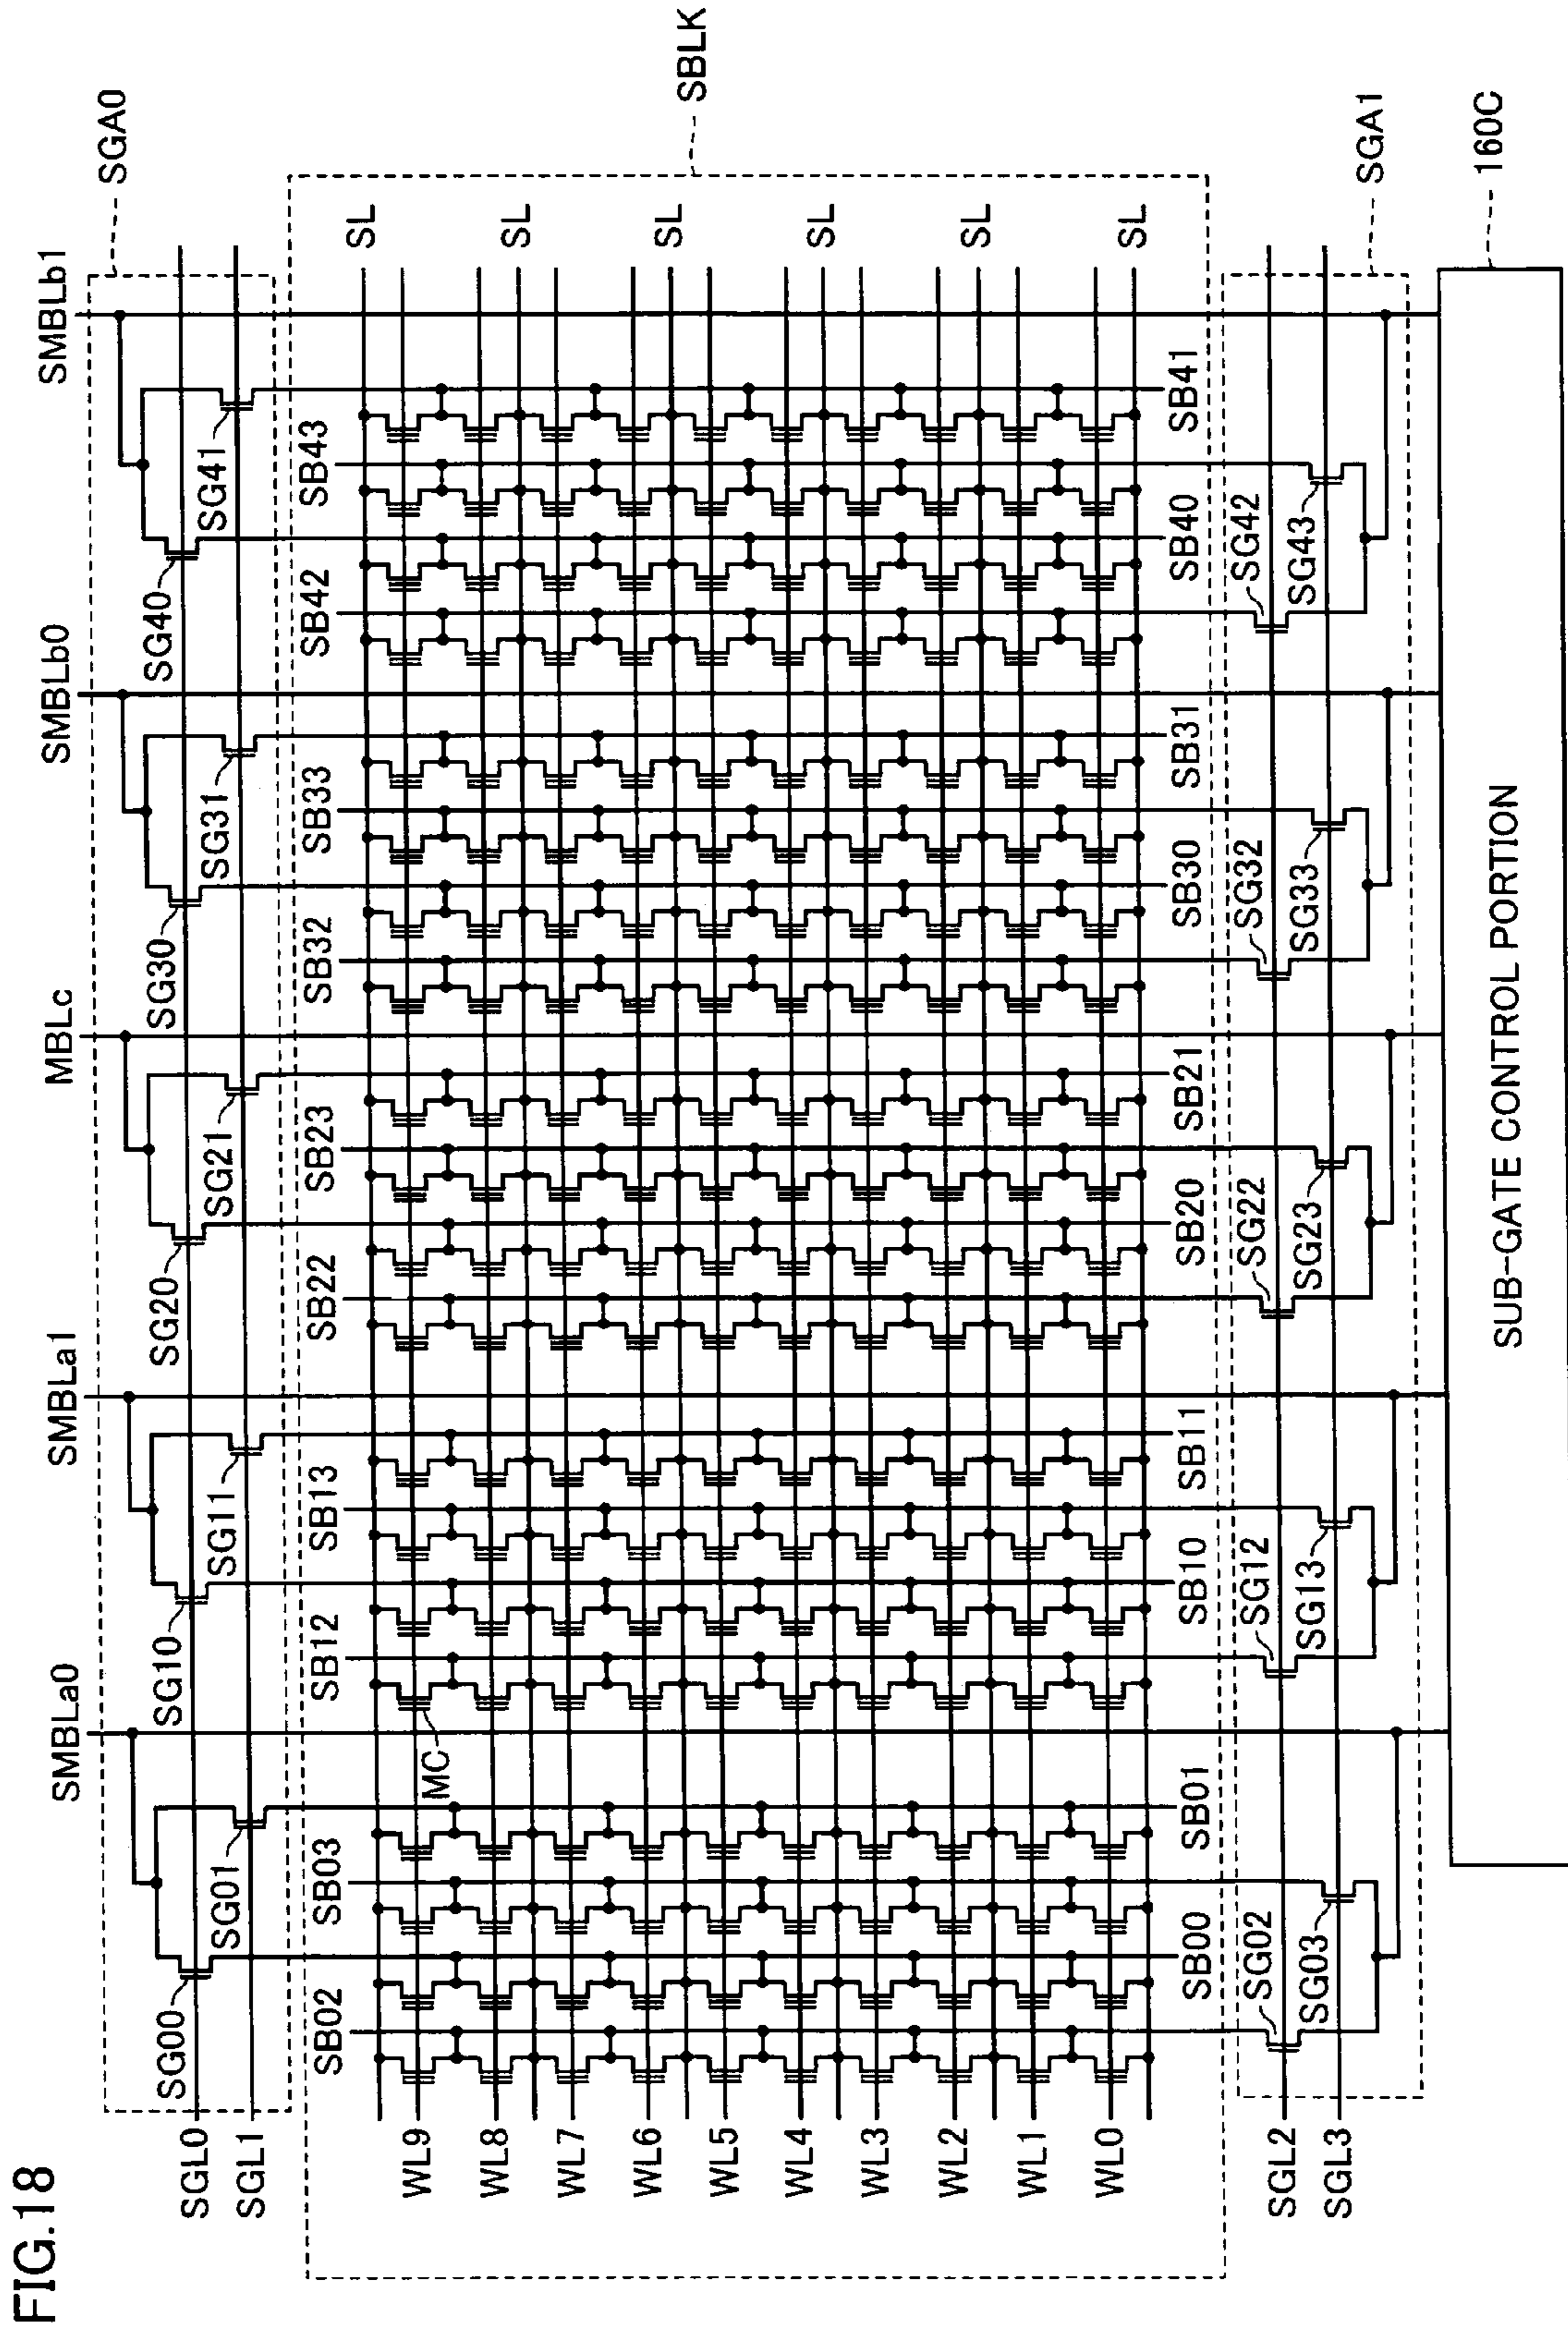 FIG.18
SMBLa0
SMBLa1
MBLc
SMBLb0
SMBLb1
SGA0
SGL0
SGL1
SG00
SG01
SG10
SG11
SG20
SG21
SG30
SG31
SG40
SG41
SBLK
SB02
SB03
SB12
SB13
SB22
SB23
SB32
SB33
SB42
SB43
SL
SL
SL
SL
SL
SL
WL9
WL8
WL7
WL6
WL5
WL4
WL3
WL2
WL1
WL0
MC
SB00
SB01
SB10
SB11
SB20
SB21
SB30
SB31
SB40
SB41
SGL2
SGL3
SG02
SG03
SG12
SG13
SG22
SG23
SG32
SG33
SG42
SG43
SGA1
SUB-GATE CONTROL PORTION
160C